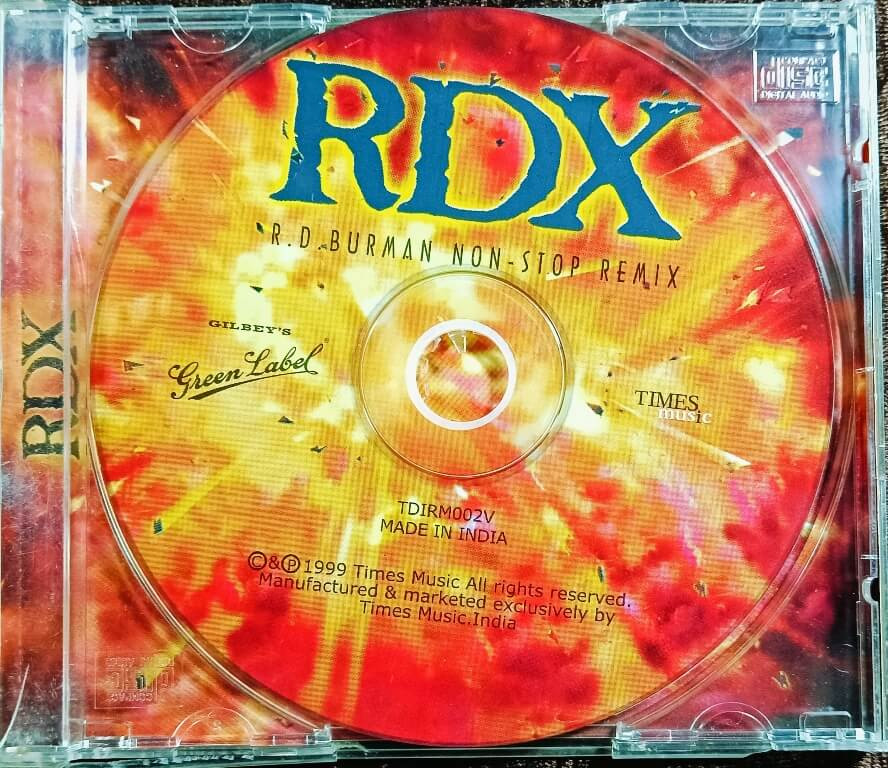 RDX
R.D.BURMAN NON-STOP REMIX
GILBEY'S
Green Label
TIMES
music
TDIRM002V
MADE IN INDIA
©&℗ 1999 Times Music All rights reserved.
Manufactured & marketed exclusively by
Times Music.India
RDX
COMPACT
disc
DIGITAL AUDIO